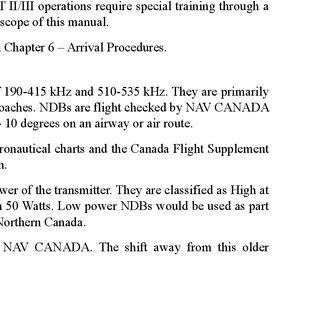 T II/III operations require special training through a
scope of this manual.
Chapter 6 – Arrival Procedures.
190-415 kHz and 510-535 kHz. They are primarily
oaches. NDBs are flight checked by NAV CANADA
10 degrees on an airway or air route.
ronautical charts and the Canada Flight Supplement
n.
wer of the transmitter. They are classified as High at
50 Watts. Low power NDBs would be used as part
Northern Canada.
NAV CANADA. The shift away from this older